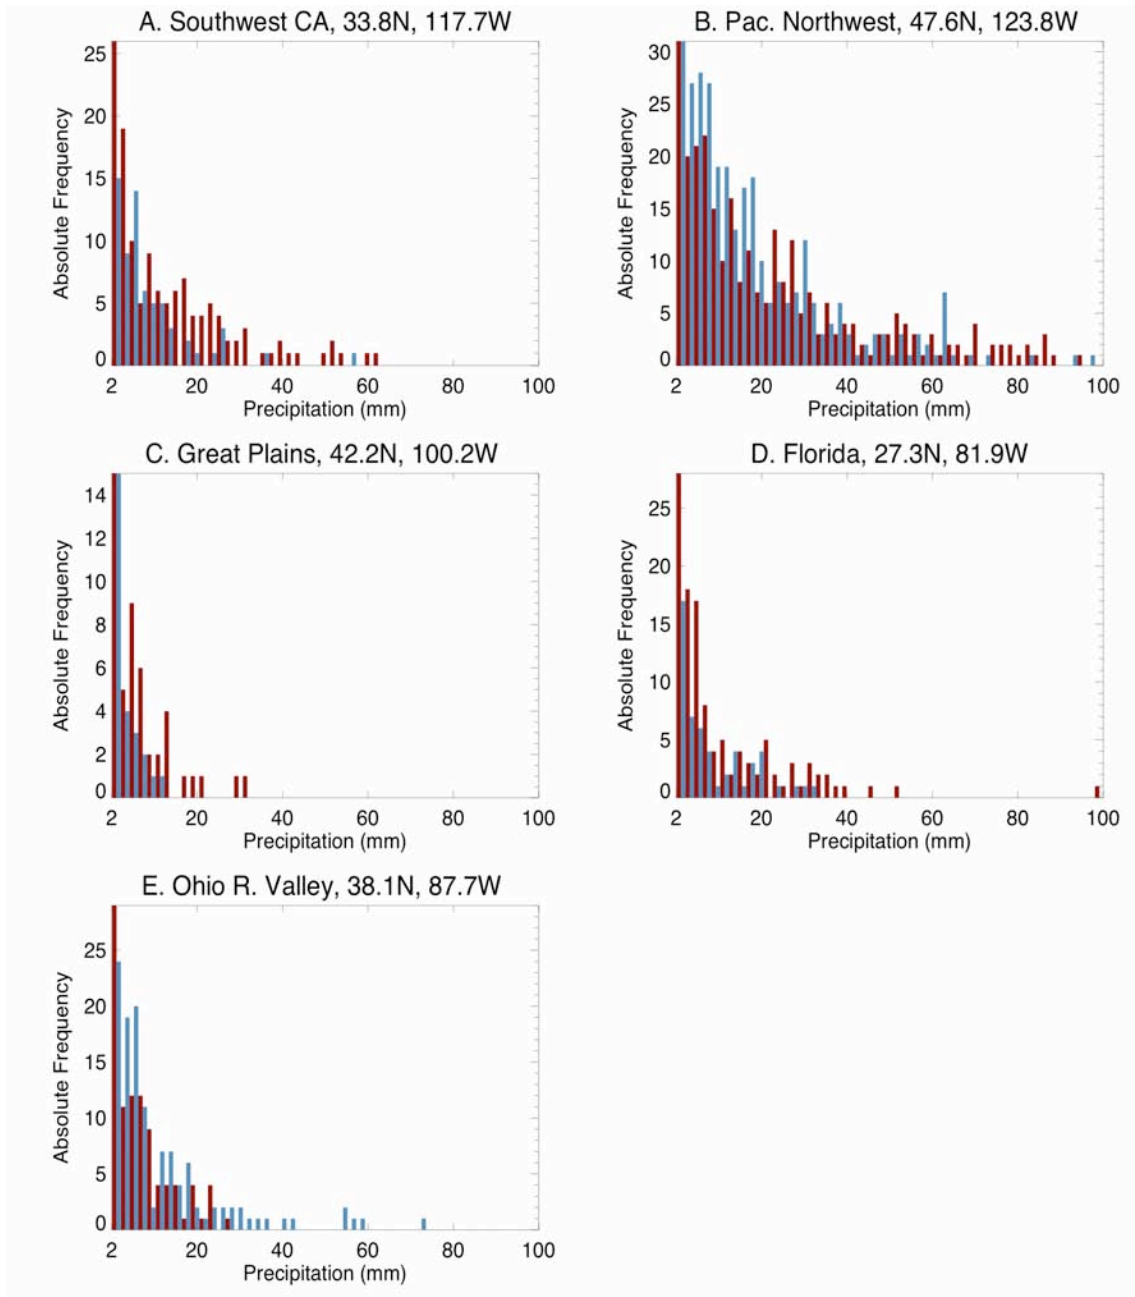 A. Southwest CA, 33.8N, 117.7W
Absolute Frequency
25
20
15
10
5
0
2 20 40 60 80 100
Precipitation (mm)
B. Pac. Northwest, 47.6N, 123.8W
Absolute Frequency
30
25
20
15
10
5
0
2 20 40 60 80 100
Precipitation (mm)
C. Great Plains, 42.2N, 100.2W
Absolute Frequency
14
12
10
8
6
4
2
0
2 20 40 60 80 100
Precipitation (mm)
D. Florida, 27.3N, 81.9W
Absolute Frequency
25
20
15
10
5
0
2 20 40 60 80 100
Precipitation (mm)
E. Ohio R. Valley, 38.1N, 87.7W
Absolute Frequency
25
20
15
10
5
0
2 20 40 60 80 100
Precipitation (mm)